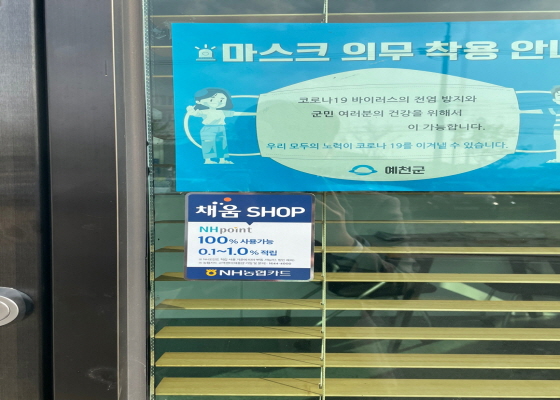 마스크 의무 착용 안내
코로나19 바이러스의 전염 방지와
군민 여러분의 건강을 위해서
이 가능합니다.
우리 모두의 노력이 코로나 19를 이겨낼 수 있습니다.
예천군
채움 SHOP
NHpoint
100% 사용가능
0.1~1.0% 적립
NH농협카드